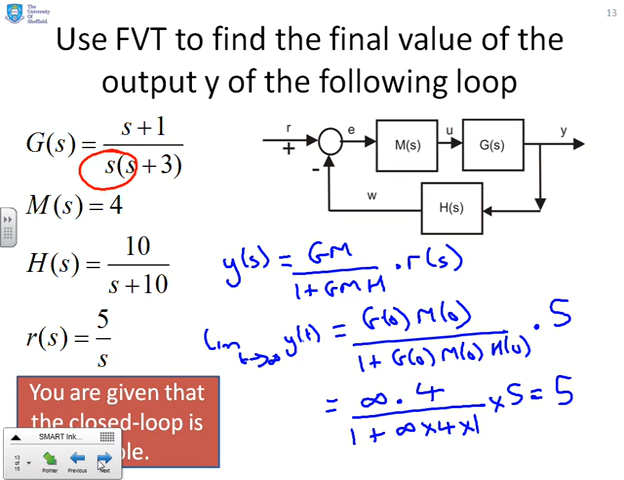 The University Of Sheffield.
13
Use FVT to find the final value of the
output y of the following loop
G(s) = s + 1 / s(s + 3)
M(s) = 4
H(s) = 10 / s + 10
r(s) = 5 / s
r
+
-
e
M(s)
u
G(s)
y
w
H(s)
y(s) = GM / 1 + GMH . r(s)
lim t→∞ y(t) = G(0) M(0) / 1 + G(0) M(0) H(0) . 5
= ∞ . 4 / 1 + ∞ x 4 x 1 x 5 = 5
You are given that
the closed-loop is
ble.
SMART Ink...
13
of
15
Pointer
Previous
Next